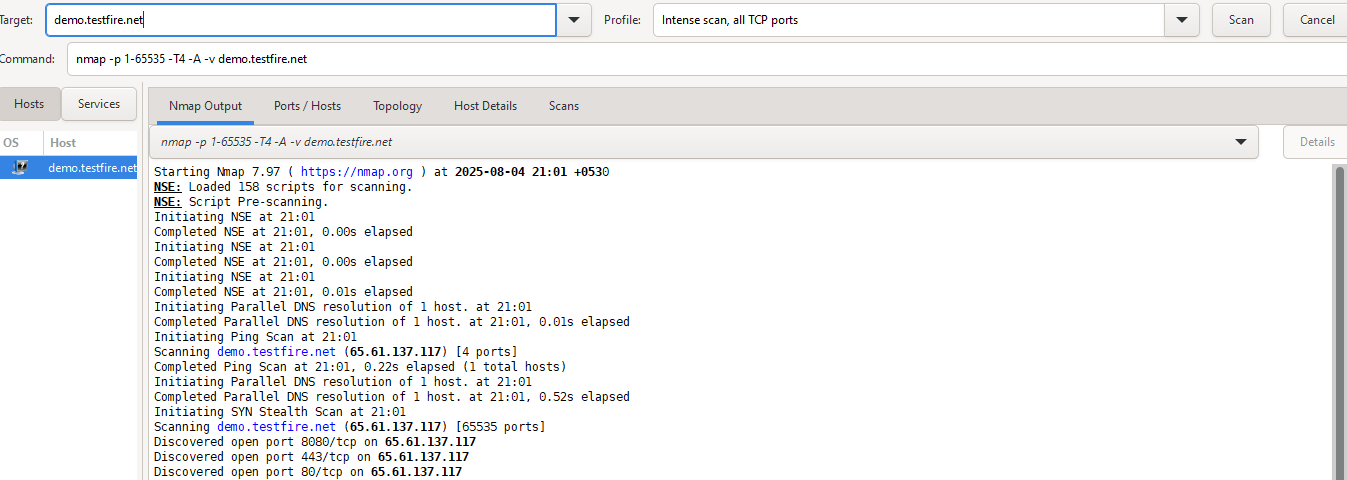 Target: demo.testfire.net Profile: Intense scan, all TCP ports Scan Cancel
Command: nmap -p 1-65535 -T4 -A -v demo.testfire.net
Hosts Services Nmap Output Ports / Hosts Topology Host Details Scans
OS Host nmap -p 1-65535 -T4 -A -v demo.testfire.net Details
demo.testfire.net
Starting Nmap 7.97 ( https://nmap.org ) at 2025-08-04 21:01 +0530
NSE: Loaded 158 scripts for scanning.
NSE: Script Pre-scanning.
Initiating NSE at 21:01
Completed NSE at 21:01, 0.00s elapsed
Initiating NSE at 21:01
Completed NSE at 21:01, 0.00s elapsed
Initiating NSE at 21:01
Completed NSE at 21:01, 0.01s elapsed
Initiating Parallel DNS resolution of 1 host. at 21:01
Completed Parallel DNS resolution of 1 host. at 21:01, 0.01s elapsed
Initiating Ping Scan at 21:01
Scanning demo.testfire.net (65.61.137.117) [4 ports]
Completed Ping Scan at 21:01, 0.22s elapsed (1 total hosts)
Initiating Parallel DNS resolution of 1 host. at 21:01
Completed Parallel DNS resolution of 1 host. at 21:01, 0.52s elapsed
Initiating SYN Stealth Scan at 21:01
Scanning demo.testfire.net (65.61.137.117) [65535 ports]
Discovered open port 8080/tcp on 65.61.137.117
Discovered open port 443/tcp on 65.61.137.117
Discovered open port 80/tcp on 65.61.137.117